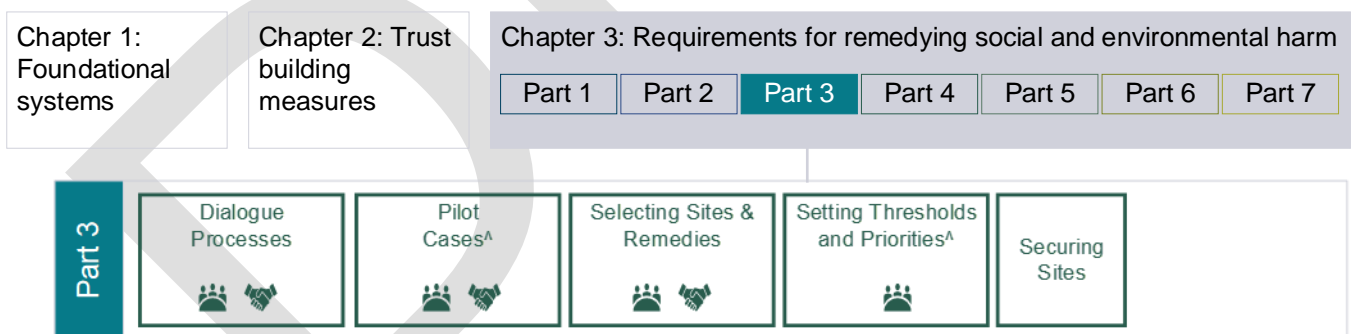 Chapter 1:
Foundational
systems
Chapter 2: Trust
building
measures
Chapter 3: Requirements for remedying social and environmental harm
Part 1 Part 2 Part 3 Part 4 Part 5 Part 6 Part 7
Part 3
Dialogue
Processes
Pilot
Cases^
Selecting Sites &
Remedies
Setting Thresholds
and Priorities^
Securing
Sites